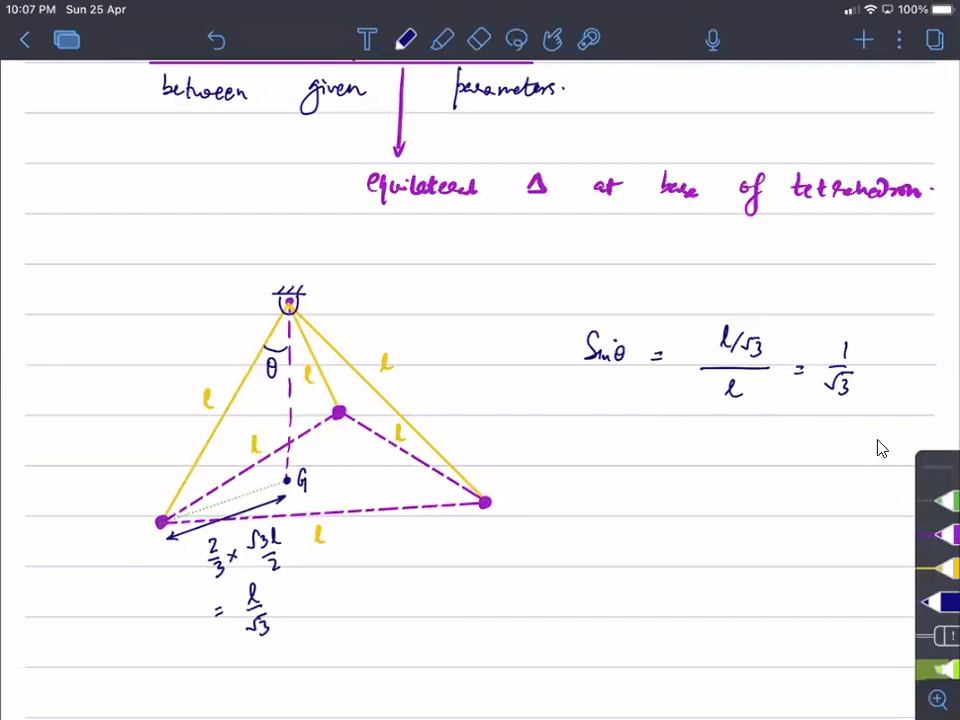 10:07 PM Sun 25 Apr 100%
between given parameters.
equilateral Δ at base of tetrahedron.
θ
l
l
l
l
l
l
G
Sinθ = (l/√3)/l = 1/√3
2/3 × √3l/2
= l/√3